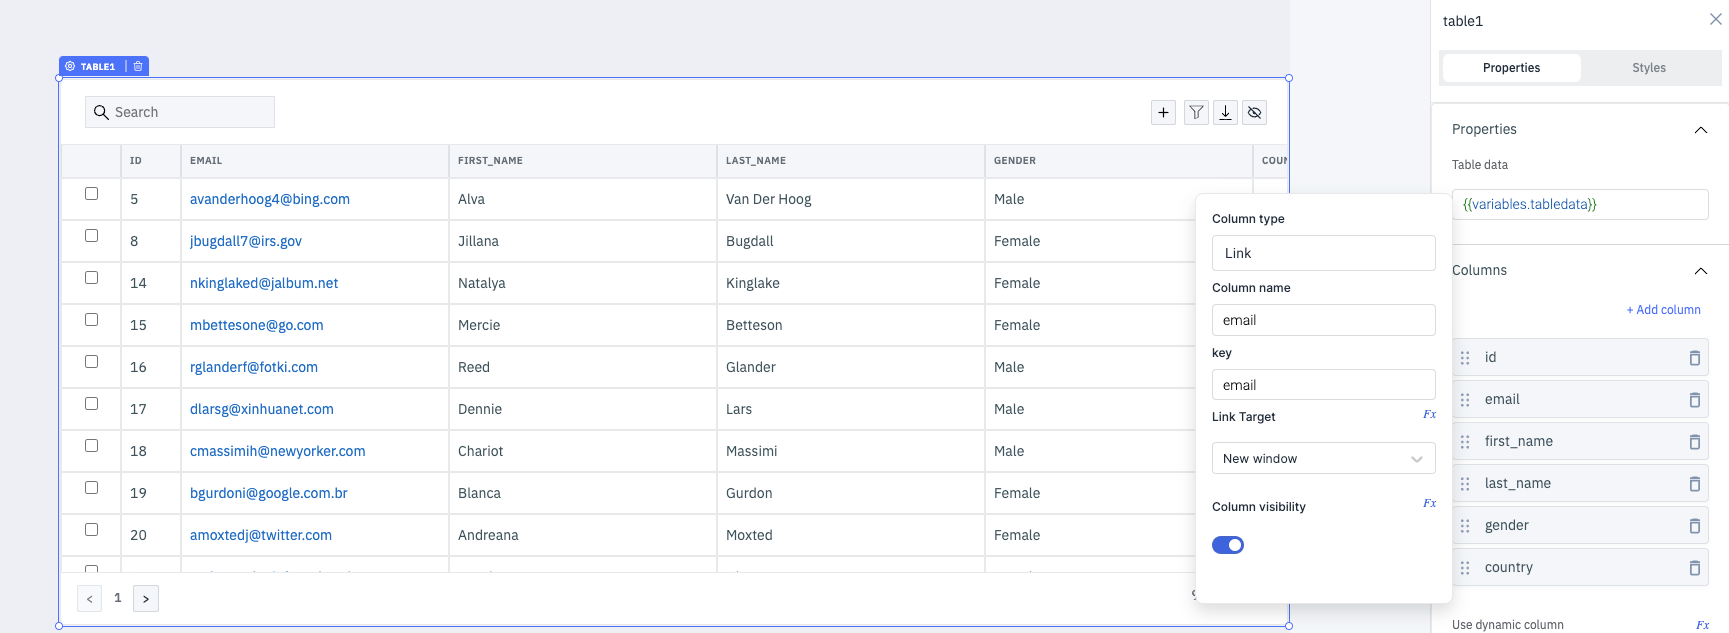 table1
Properties Styles
TABLE1
Search
ID EMAIL FIRST_NAME LAST_NAME GENDER
5 avanderhoog4@bing.com Alva Van Der Hoog Male
8 jbugdall7@irs.gov Jillana Bugdall Female
14 nkinglaked@jalbum.net Natalya Kinglake Female
15 mbettesone@go.com Mercie Betteson Female
16 rglanderf@fotki.com Reed Glander Male
17 dlarsg@xinhuanet.com Dennie Lars Male
18 cmassimih@newyorker.com Chariot Massimi Male
19 bgurdoni@google.com.br Blanca Gurdon Female
20 amoxtedj@twitter.com Andreana Moxted Female
< 1 >
Column type
Link
Column name
email
key
email
Link Target Fx
New window
Column visibility Fx
Properties
Table data
{{variables.tabledata}}
Columns
+ Add column
id
email
first_name
last_name
gender
country
Use dynamic column Fx